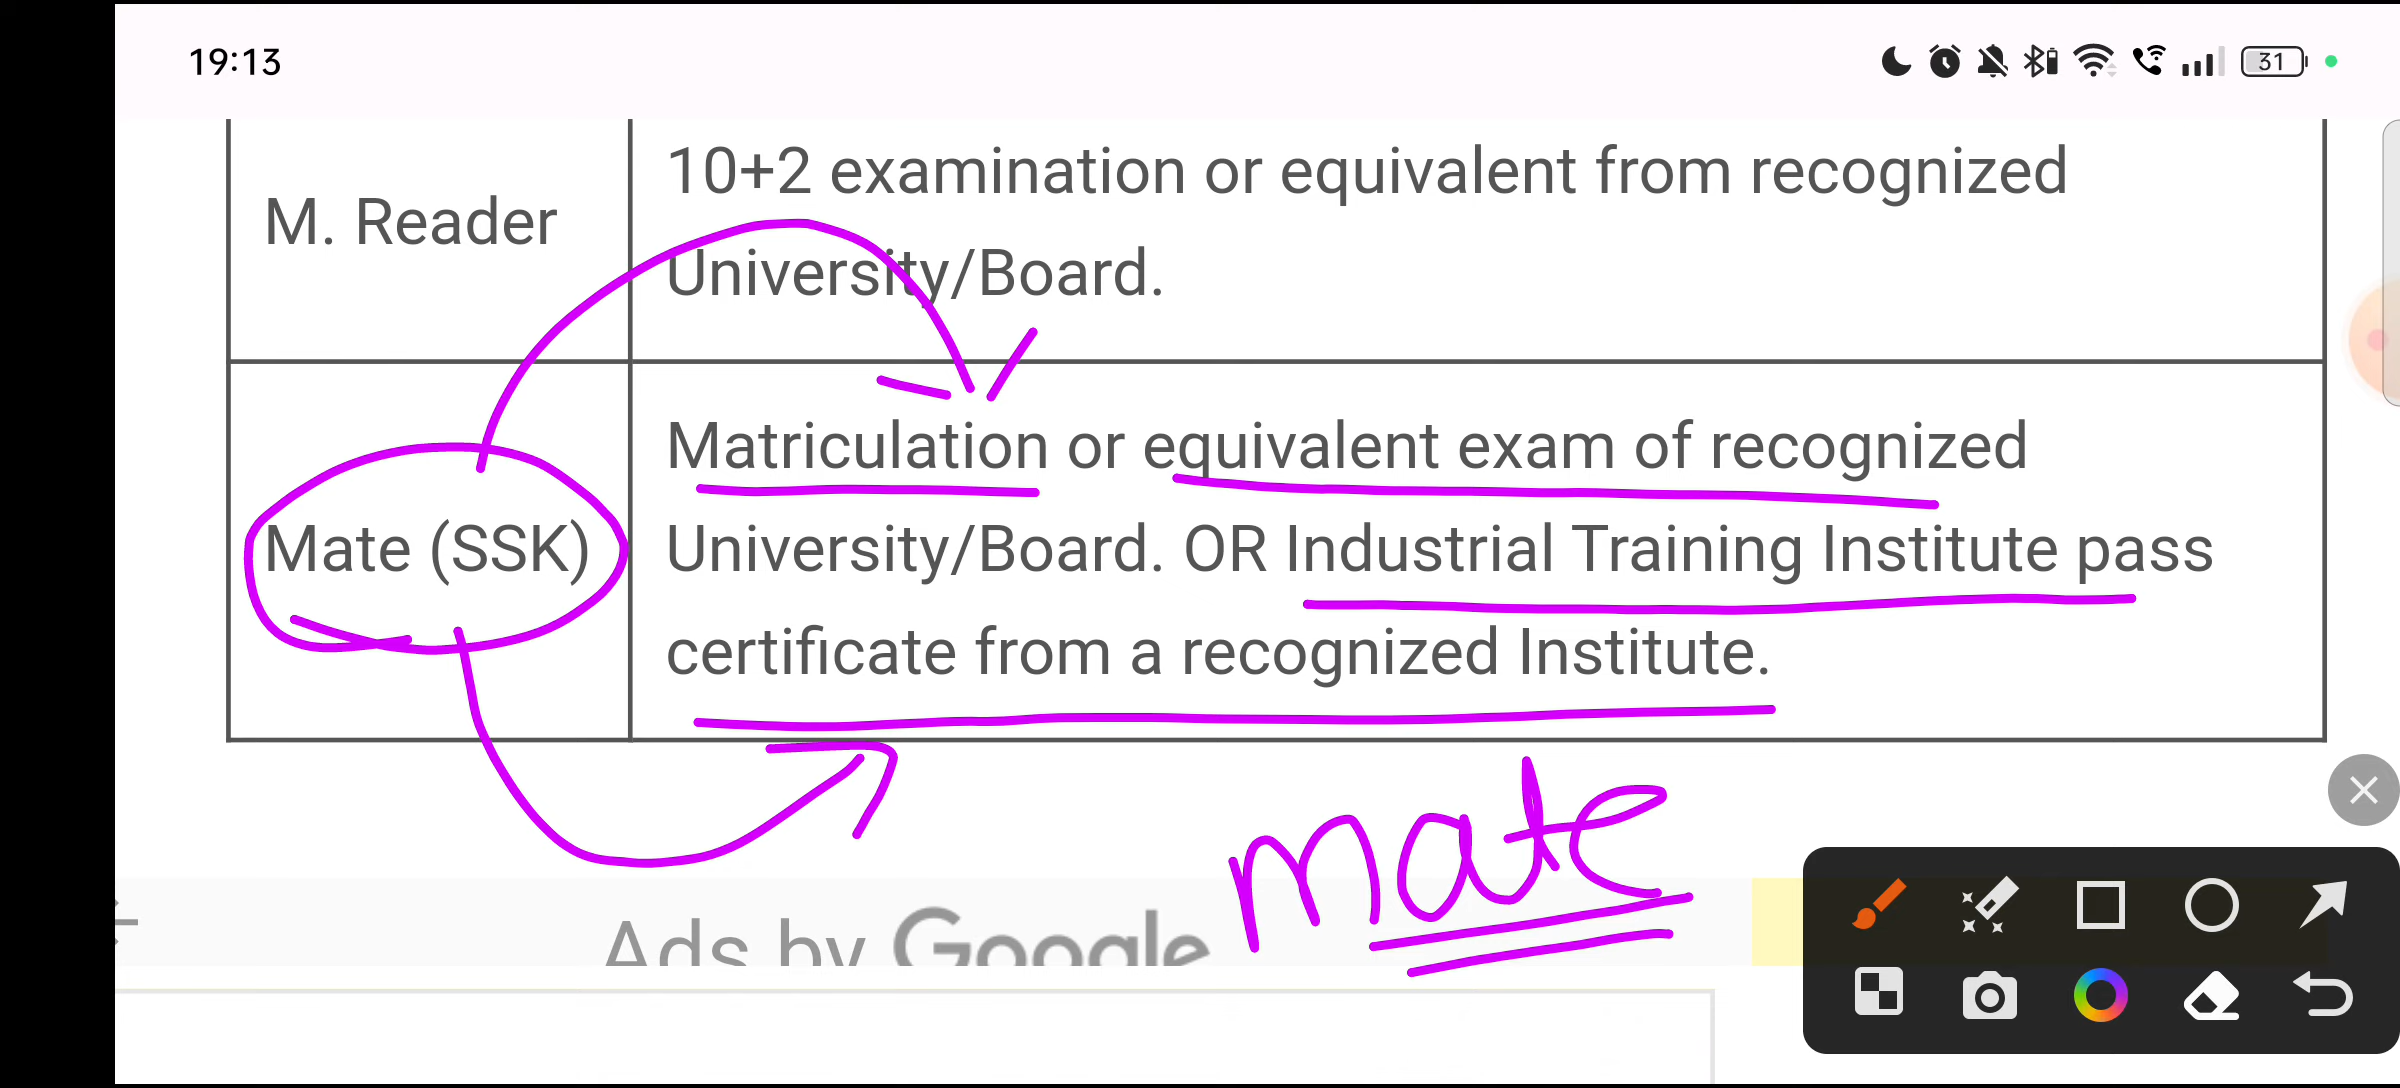 19:13
31
10+2 examination or equivalent from recognized
M. Reader
University/Board.
Matriculation or equivalent exam of recognized
Mate (SSK)
University/Board. OR Industrial Training Institute pass
certificate from a recognized Institute.
mate
Ads by Google